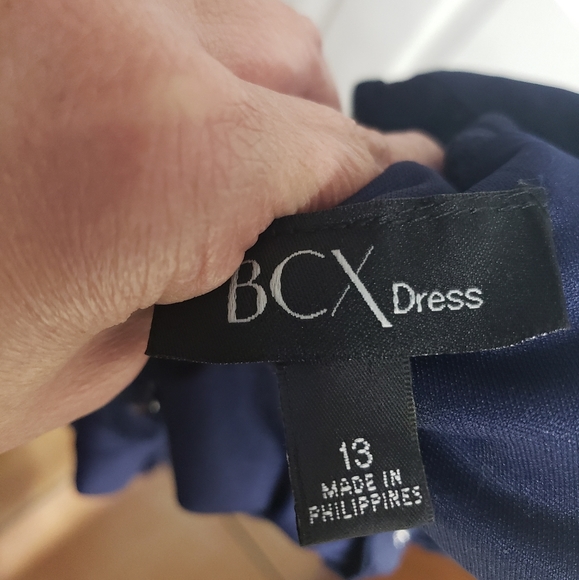 BCX Dress
13
MADE IN
PHILIPPINES